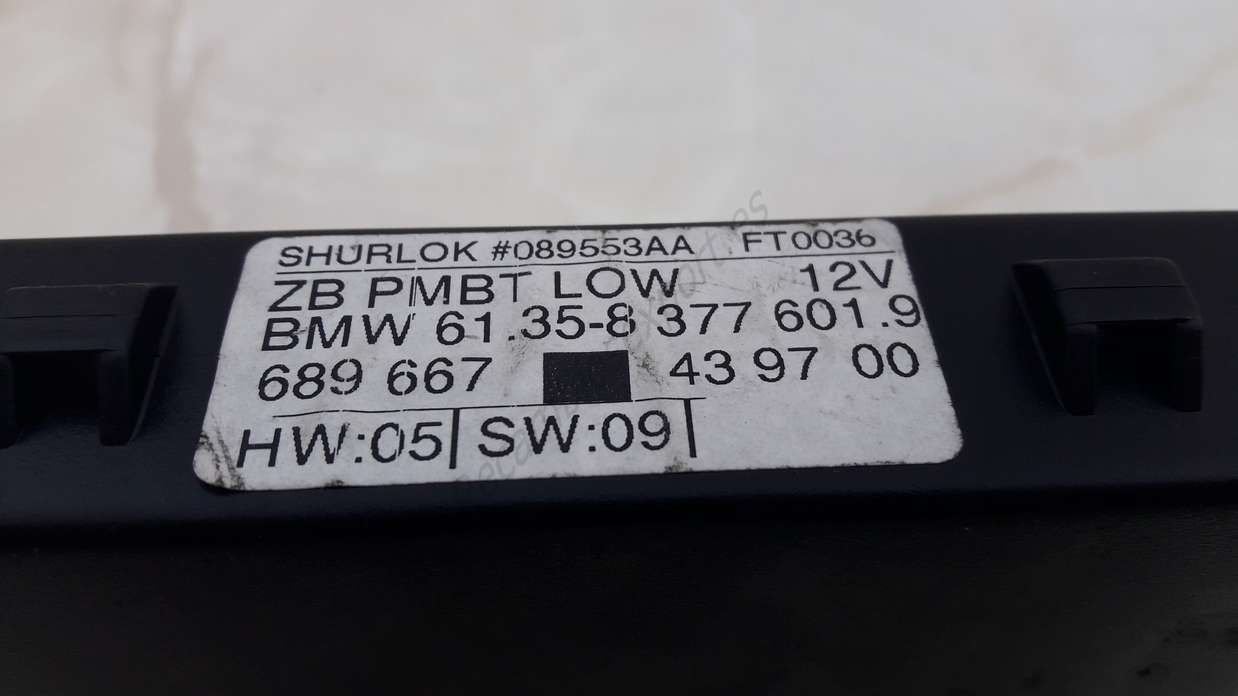 SHURLOK #089553AA FT0036
ZB PMBT LOW 12V
BMW 61.35-8 377 601.9
689 667 43 97 00
HW:05 SW:09